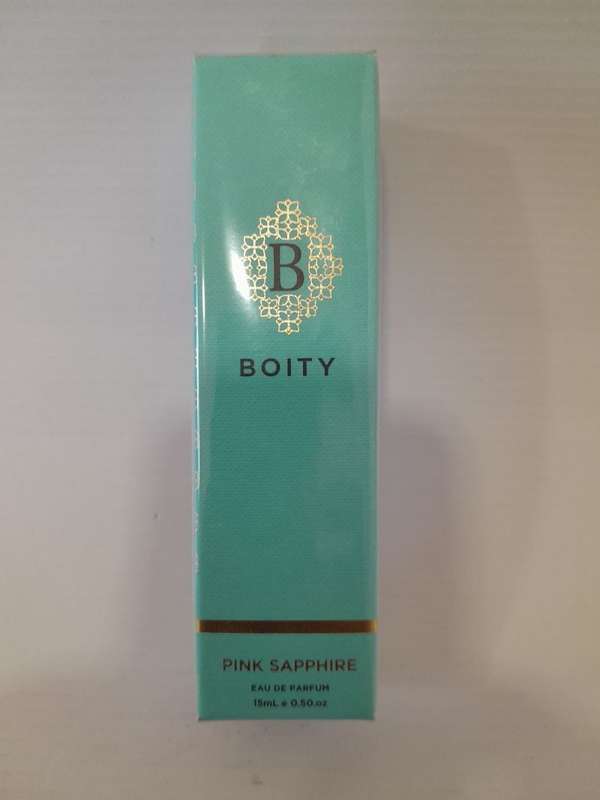 B
BOITY
PINK SAPPHIRE
EAU DE PARFUM
15mL e 0.50.oz